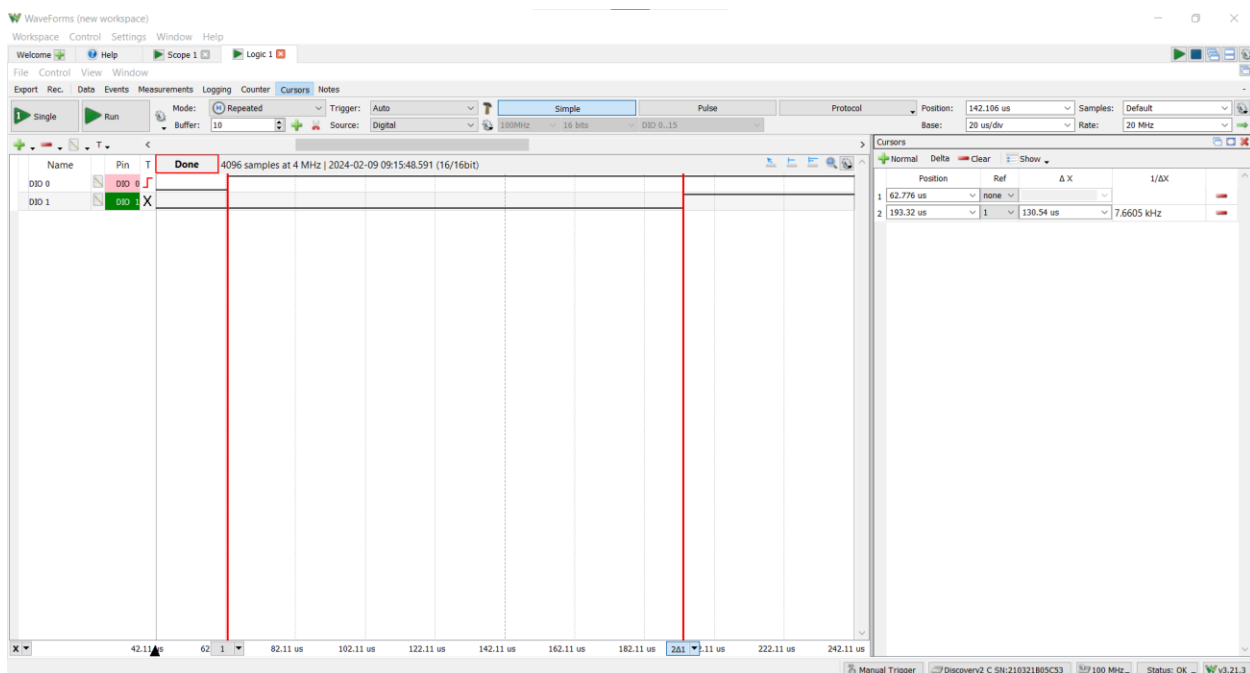 WaveForms (new workspace)
Workspace Control Settings Window Help
Welcome Help Scope 1 Logic 1
File Control View Window
Export Rec. Data Events Measurements Logging Counter Cursors Notes
Single Run Mode: Repeated Trigger: Auto Simple Pulse Protocol Position: 142.106 us Samples: Default
Buffer: 10 Source: Digital 100MHz 16 bits DIO 0..15 Base: 20 us/div Rate: 20 MHz
T
Cursors
Name Pin T Done 4096 samples at 4 MHz | 2024-02-09 09:15:48.591 (16/16bit)
Normal Delta Clear Show
DIO 0 DIO 0
DIO 1 DIO 1 X
Position Ref Δ X 1/ΔX
1 62.776 us none
2 193.32 us 1 130.54 us 7.6605 kHz
X 42.11 us 62 1 82.11 us 102.11 us 122.11 us 142.11 us 162.11 us 182.11 us 2Δ1 2.11 us 222.11 us 242.11 us
Manual Trigger Discovery2 C SN:210321B05C53 100 MHz Status: OK v3.21.3